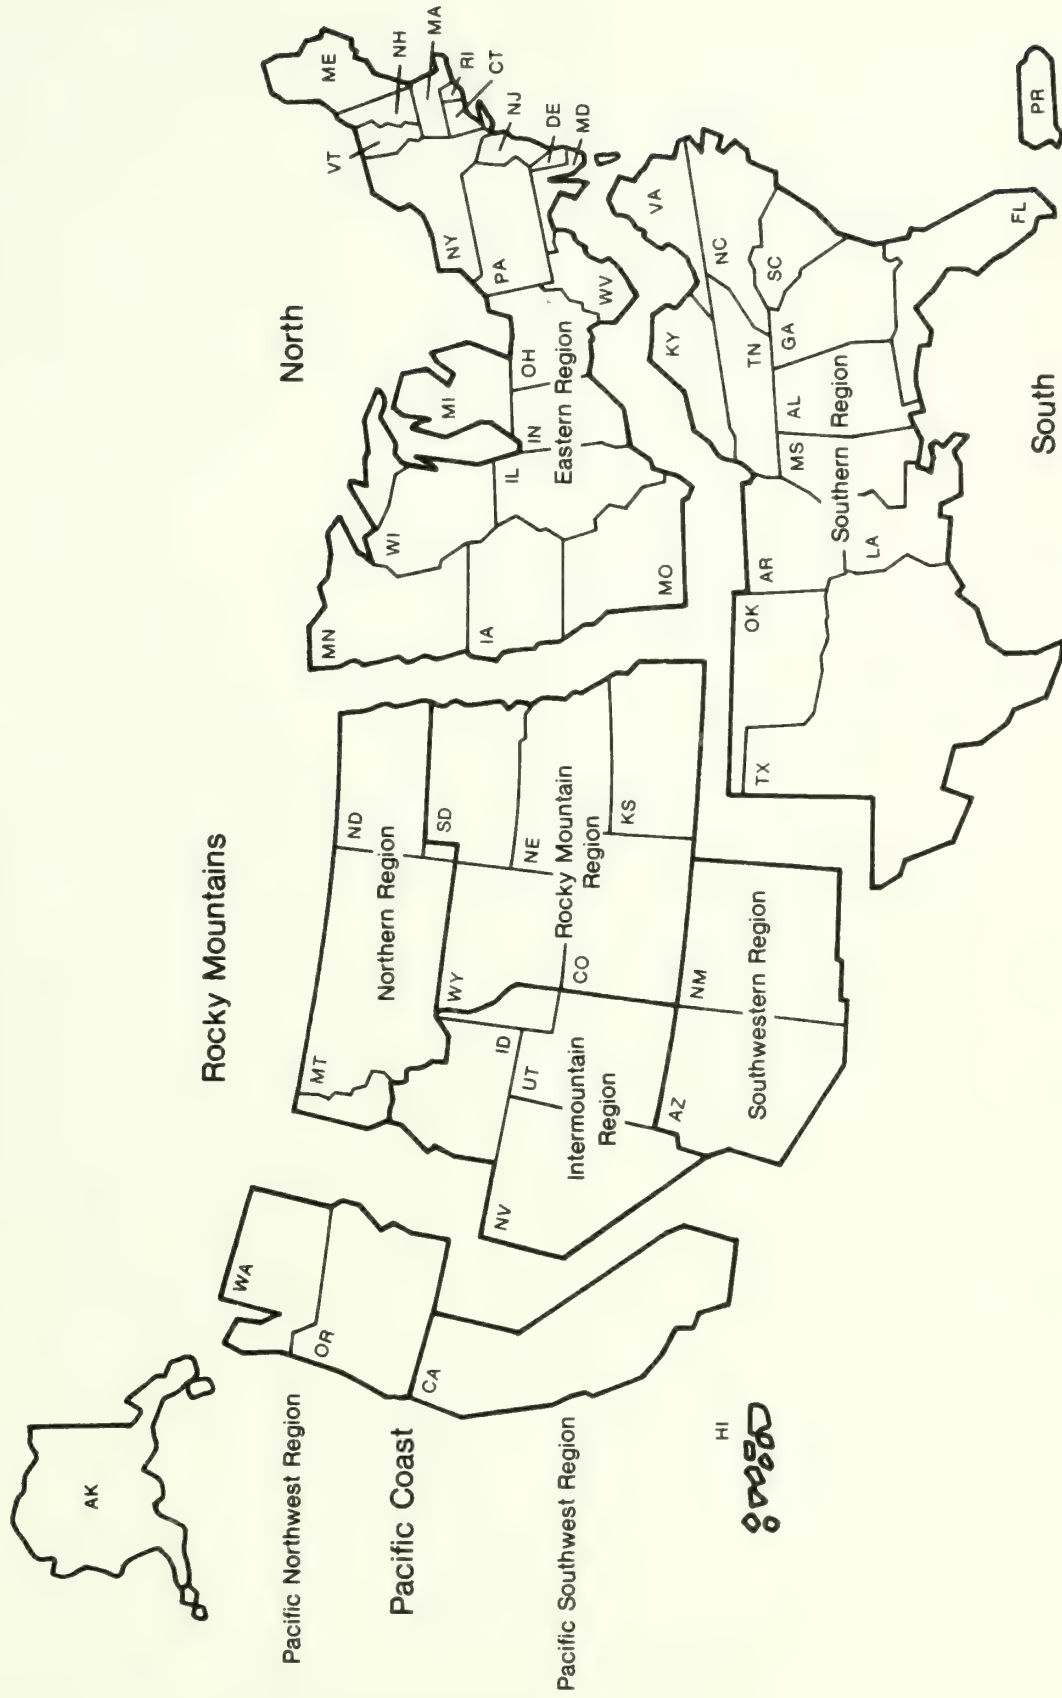 Rocky Mountains
North
Pacific Coast
South
Pacific Northwest Region
Pacific Southwest Region
Northern Region
Rocky Mountain
Region
Intermountain
Region
Southwestern Region
Eastern Region
Southern
Region
AK
WA
OR
CA
HI
MT
ND
ID
WY
SD
NV
UT
CO
NE
KS
AZ
NM
MN
WI
MI
IA
IL
IN
OH
MO
WV
PA
NY
VT
ME
NH
MA
RI
CT
NJ
DE
MD
KY
VA
TN
NC
SC
GA
AL
MS
AR
LA
OK
TX
FL
PR